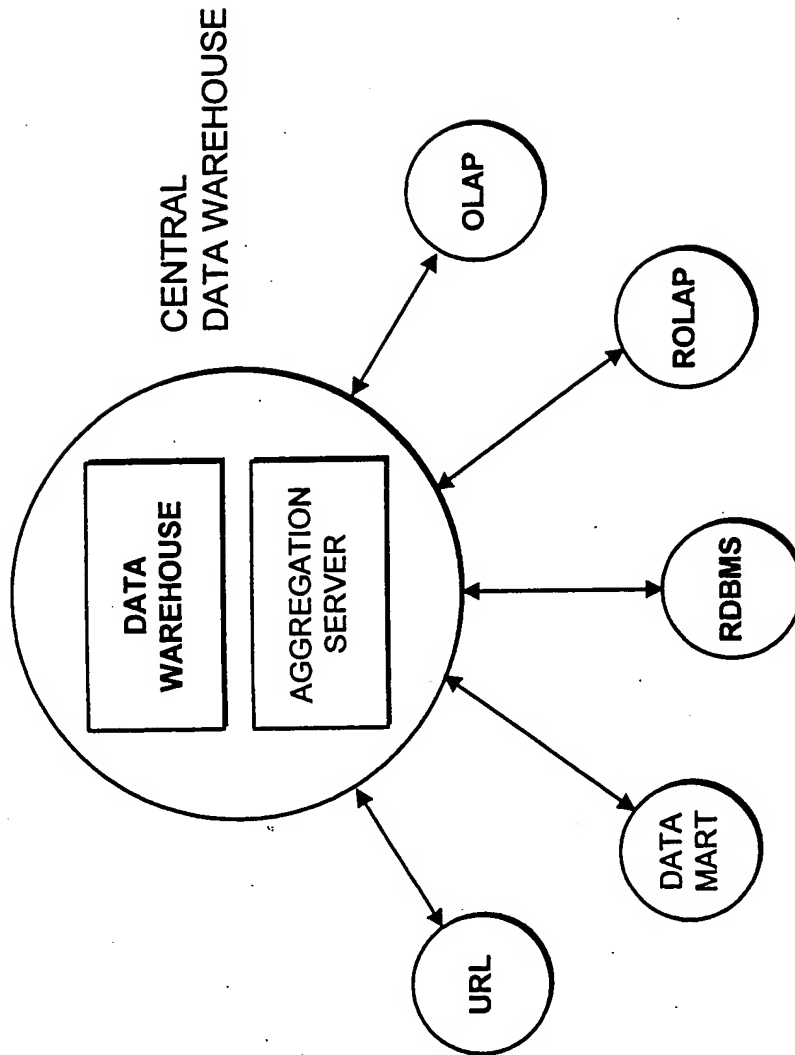 CENTRAL
DATA WAREHOUSE
DATA
WAREHOUSE
AGGREGATION
SERVER
URL
DATA
MART
RDBMS
ROLAP
OLAP